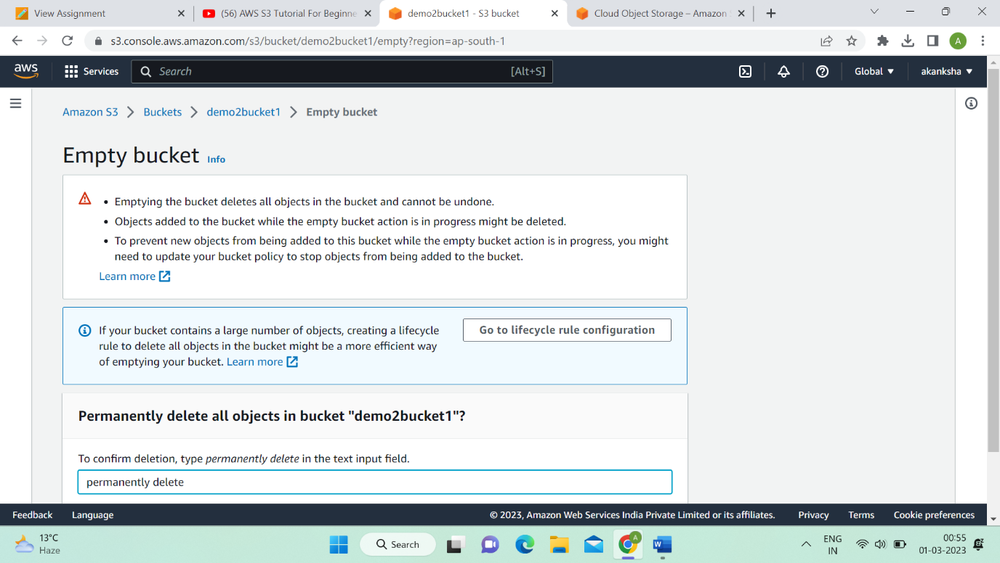 View Assignment
(56) AWS S3 Tutorial For Beginne
demo2bucket1 - S3 bucket
Cloud Object Storage – Amazon
s3.console.aws.amazon.com/s3/bucket/demo2bucket1/empty?region=ap-south-1
A
aws
Services
Search
[Alt+S]
Global
akanksha
Amazon S3 > Buckets > demo2bucket1 > Empty bucket
Empty bucket Info
• Emptying the bucket deletes all objects in the bucket and cannot be undone.
• Objects added to the bucket while the empty bucket action is in progress might be deleted.
• To prevent new objects from being added to this bucket while the empty bucket action is in progress, you might
need to update your bucket policy to stop objects from being added to the bucket.
Learn more
If your bucket contains a large number of objects, creating a lifecycle
rule to delete all objects in the bucket might be a more efficient way
of emptying your bucket. Learn more
Go to lifecycle rule configuration
Permanently delete all objects in bucket "demo2bucket1"?
To confirm deletion, type permanently delete in the text input field.
permanently delete
Feedback
Language
© 2023, Amazon Web Services India Private Limited or its affiliates.
Privacy
Terms
Cookie preferences
13°C
Haze
Search
A
W
ENG
IN
00:55
01-03-2023